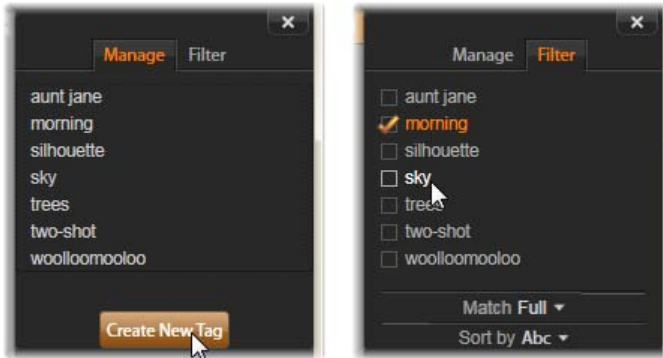 Manage Filter
aunt jane
morning
silhouette
sky
trees
two-shot
woolloomooloo
Create New Tag
Manage Filter
aunt jane
morning
silhouette
sky
trees
two-shot
woolloomooloo
Match Full
Sort by Abc